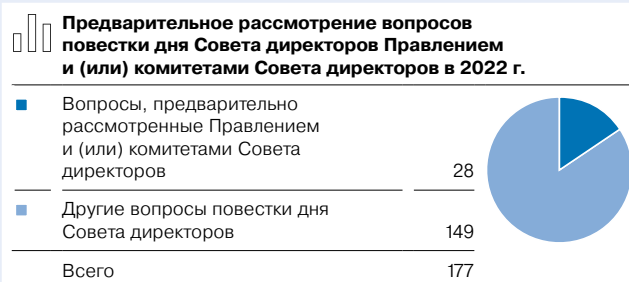 Предварительное рассмотрение вопросов
повестки дня Совета директоров Правлением
и (или) комитетами Совета директоров в 2022 г.
Вопросы, предварительно
рассмотренные Правлением
и (или) комитетами Совета
директоров 28
Другие вопросы повестки дня
Совета директоров 149
Всего 177